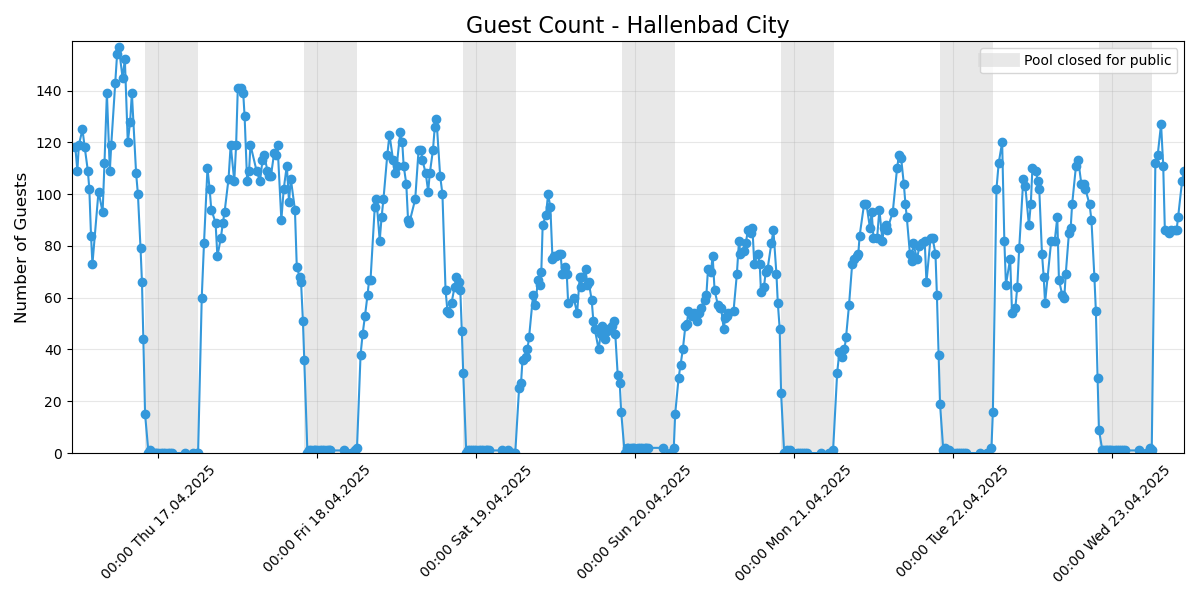 Guest Count - Hallenbad City
Pool closed for public
Number of Guests
140
120
100
80
60
40
20
0
00:00 Thu 17.04.2025
00:00 Fri 18.04.2025
00:00 Sat 19.04.2025
00:00 Sun 20.04.2025
00:00 Mon 21.04.2025
00:00 Tue 22.04.2025
00:00 Wed 23.04.2025